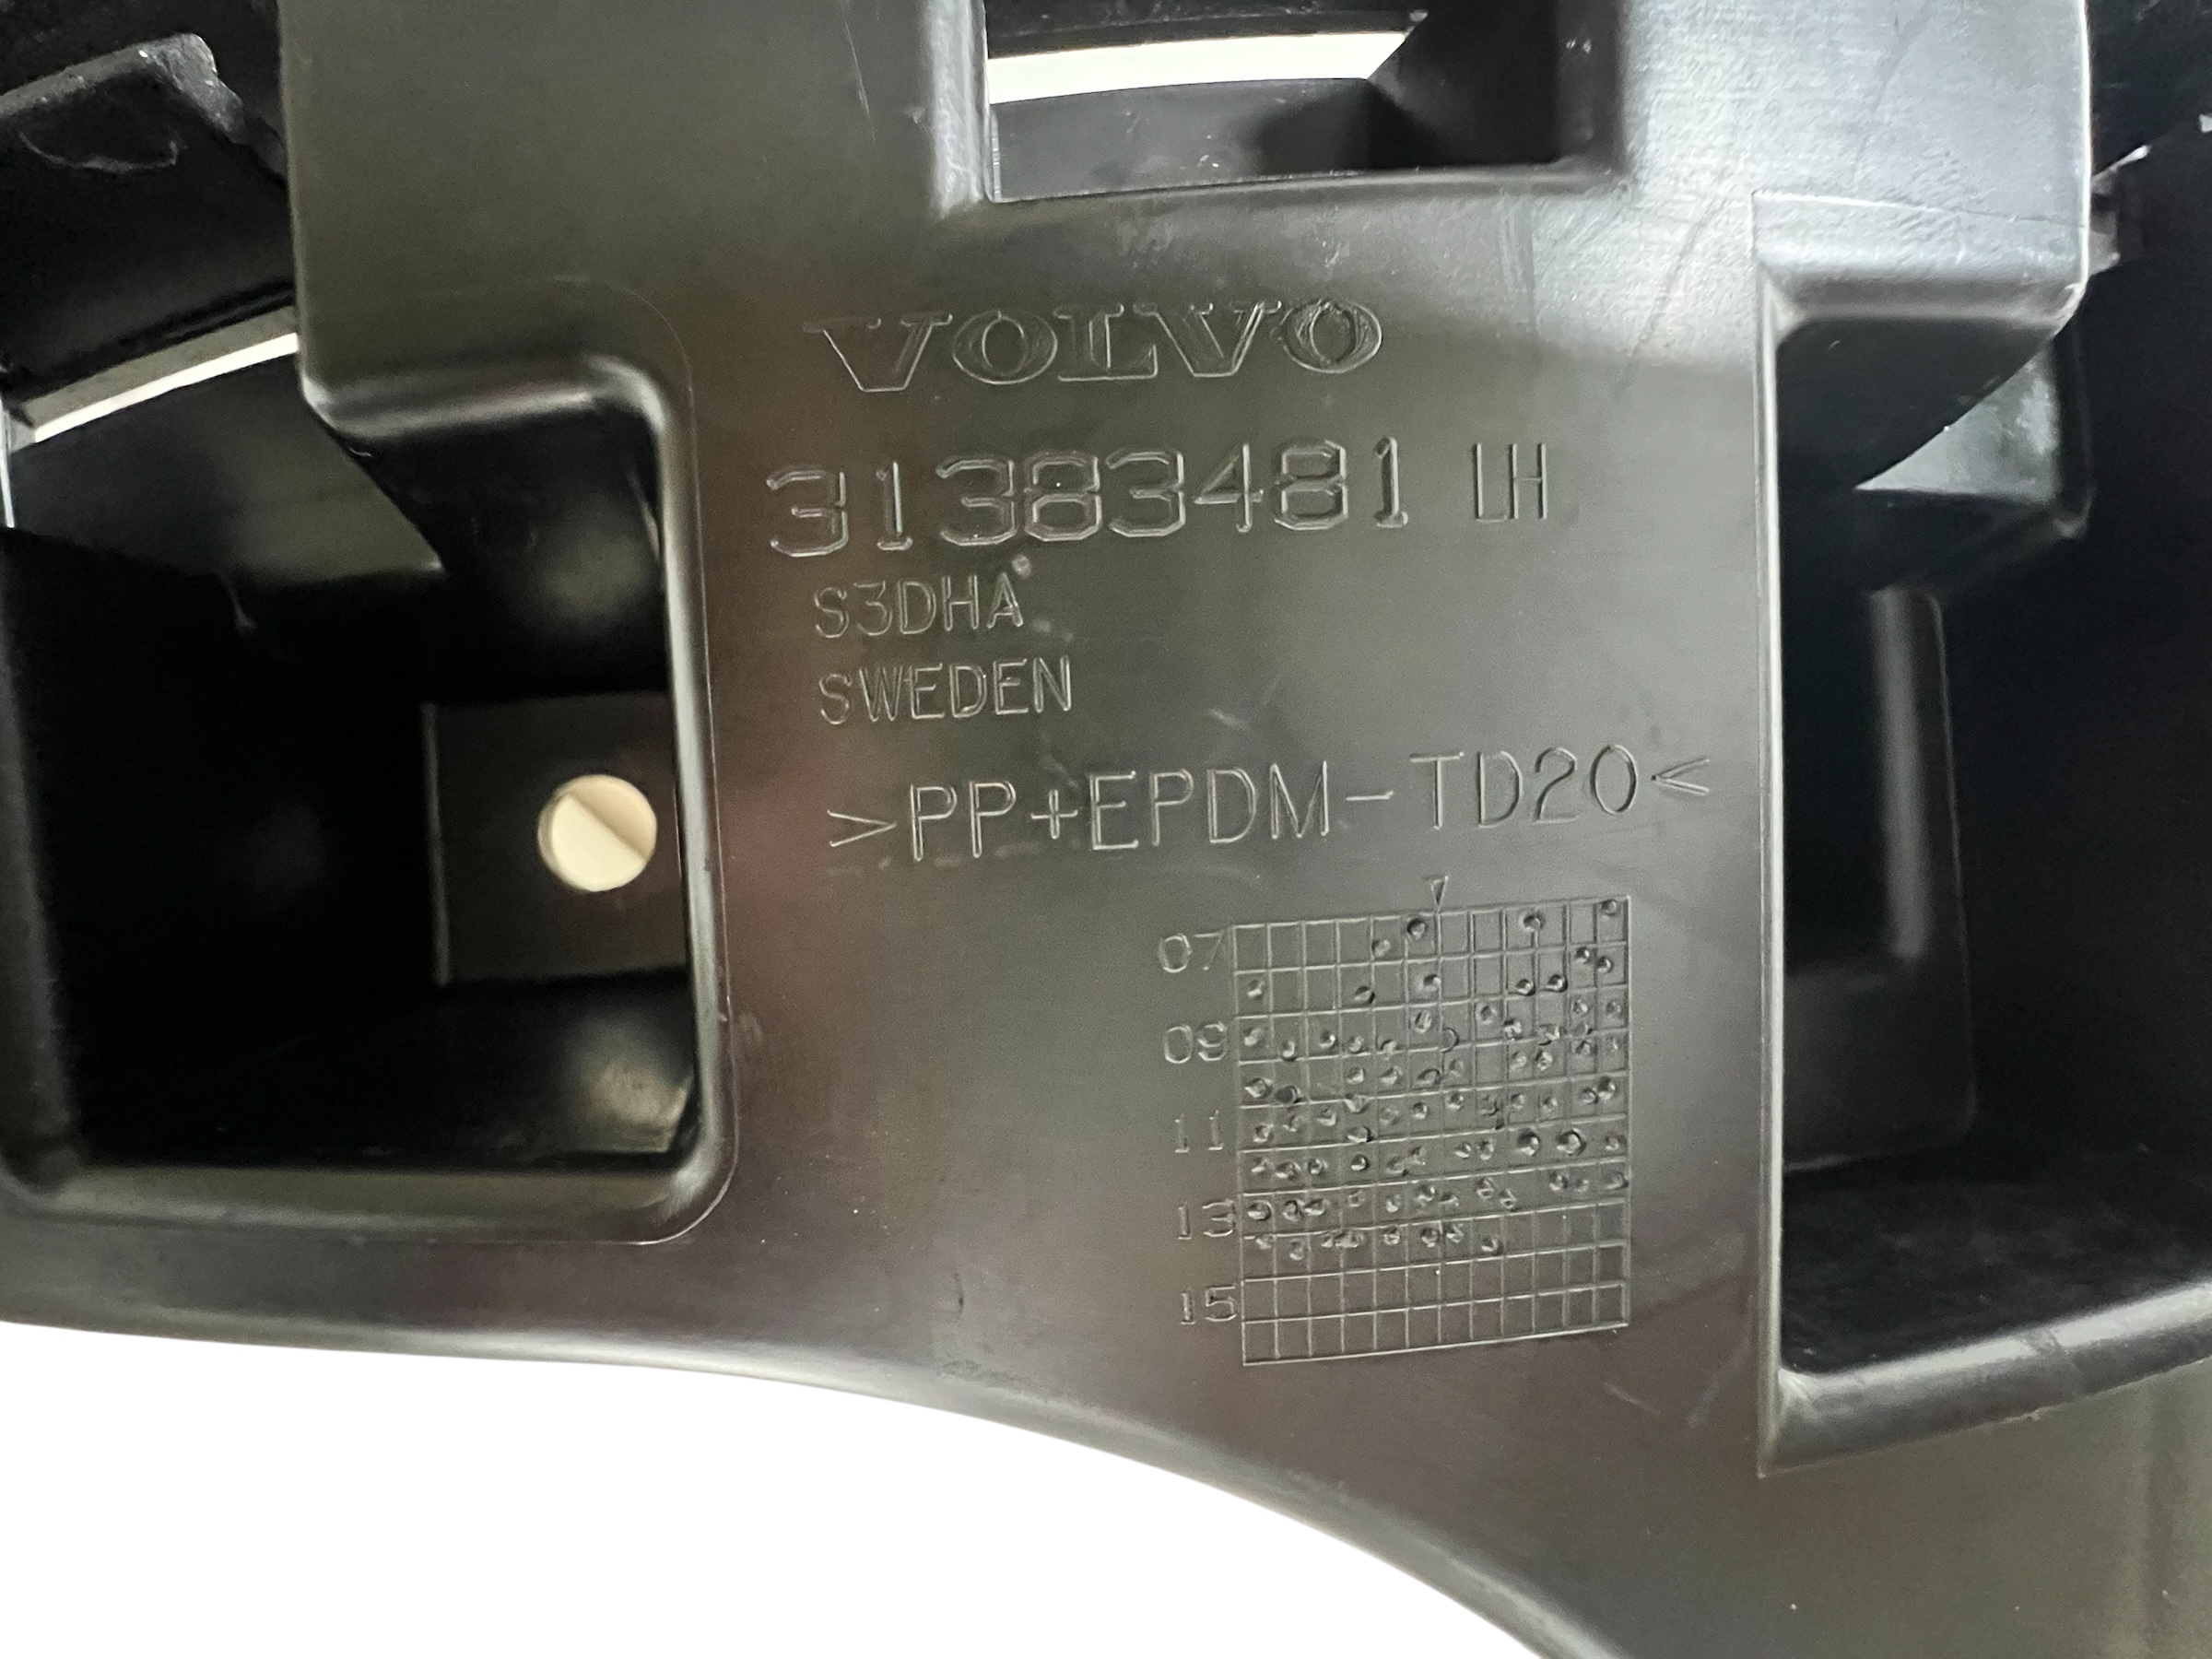 VOLVO
31383481 LH
S3DHA
SWEDEN
>PP+EPDM-TD20<
07
09
11
13
15